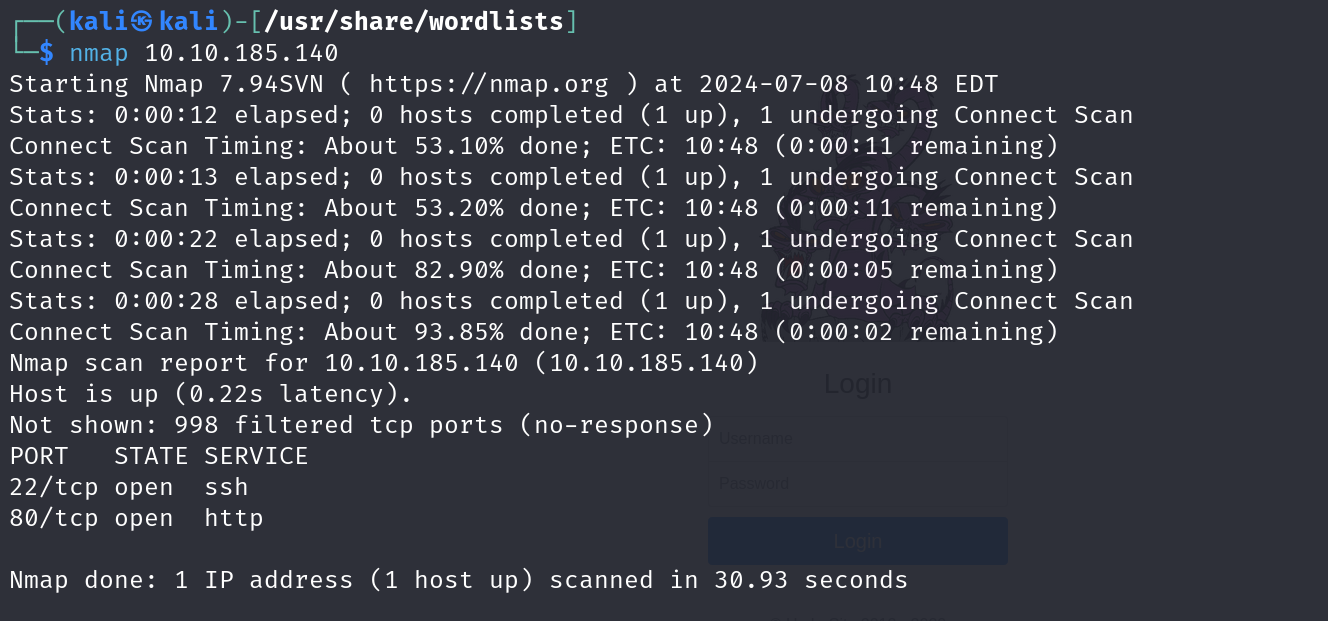 ┌──(kali㉿kali)-[/usr/share/wordlists]
└─$ nmap 10.10.185.140
Starting Nmap 7.94SVN ( https://nmap.org ) at 2024-07-08 10:48 EDT
Stats: 0:00:12 elapsed; 0 hosts completed (1 up), 1 undergoing Connect Scan
Connect Scan Timing: About 53.10% done; ETC: 10:48 (0:00:11 remaining)
Stats: 0:00:13 elapsed; 0 hosts completed (1 up), 1 undergoing Connect Scan
Connect Scan Timing: About 53.20% done; ETC: 10:48 (0:00:11 remaining)
Stats: 0:00:22 elapsed; 0 hosts completed (1 up), 1 undergoing Connect Scan
Connect Scan Timing: About 82.90% done; ETC: 10:48 (0:00:05 remaining)
Stats: 0:00:28 elapsed; 0 hosts completed (1 up), 1 undergoing Connect Scan
Connect Scan Timing: About 93.85% done; ETC: 10:48 (0:00:02 remaining)
Nmap scan report for 10.10.185.140 (10.10.185.140)
Host is up (0.22s latency).
Not shown: 998 filtered tcp ports (no-response)
PORT   STATE SERVICE
22/tcp open  ssh
80/tcp open  http
Nmap done: 1 IP address (1 host up) scanned in 30.93 seconds
Login
Username
Password
Login